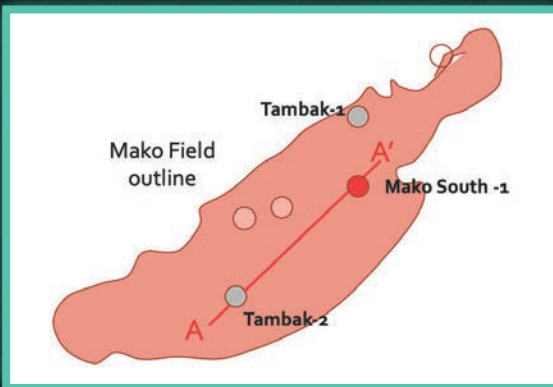 Tambak-1
Mako Field
outline
A'
Mako South -1
A
Tambak-2